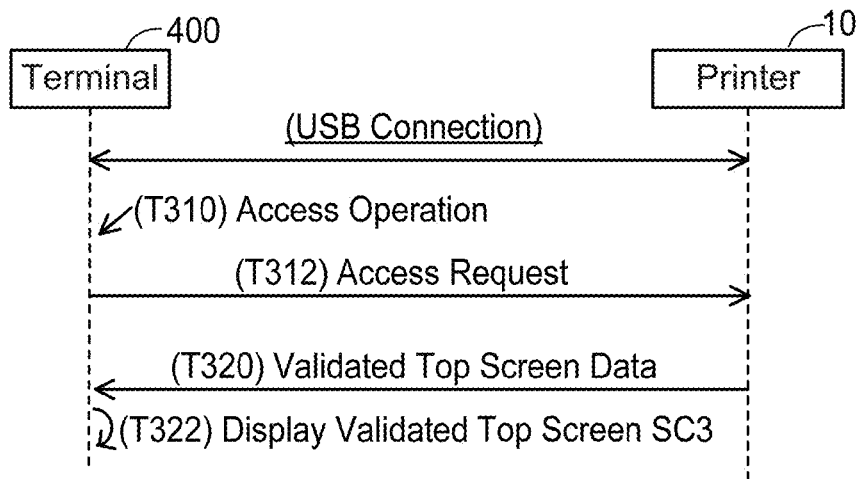 400
10
Terminal
Printer
(USB Connection)
(T310) Access Operation
(T312) Access Request
(T320) Validated Top Screen Data
(T322) Display Validated Top Screen SC3